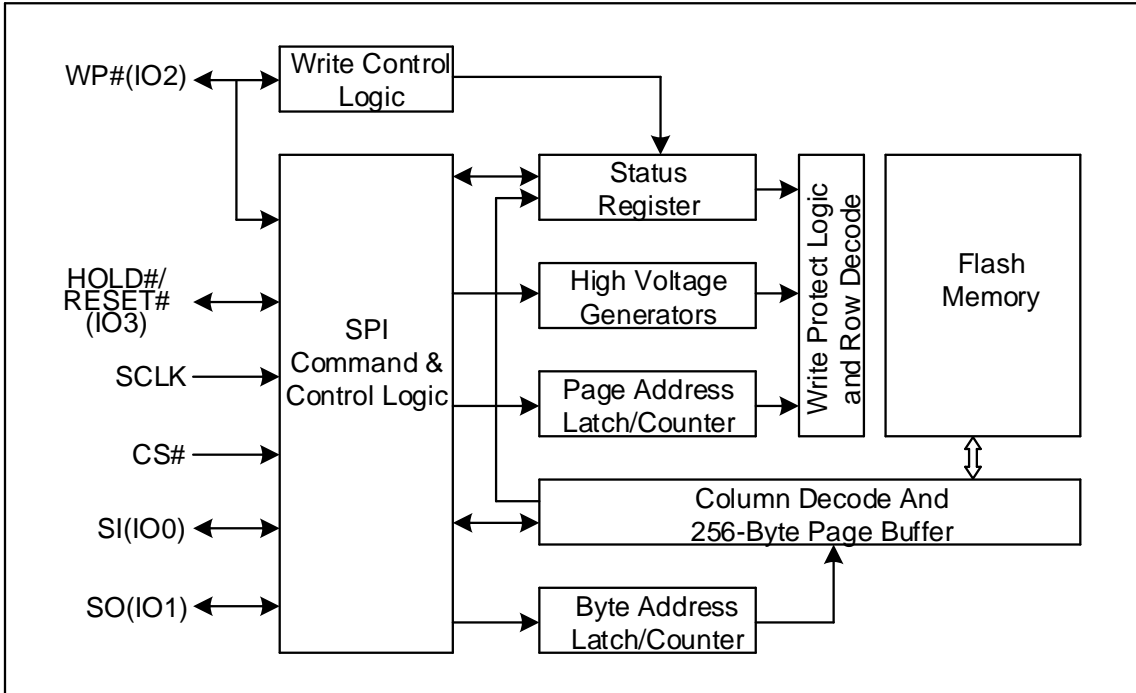 WP#(IO2)
Write Control
Logic
Status
Register
HOLD#/
RESET#
(IO3)
SCLK
CS#
SI(IO0)
SO(IO1)
SPI
Command &
Control Logic
High Voltage
Generators
Page Address
Latch/Counter
Write Protect Logic
and Row Decode
Flash
Memory
Column Decode And
256-Byte Page Buffer
Byte Address
Latch/Counter